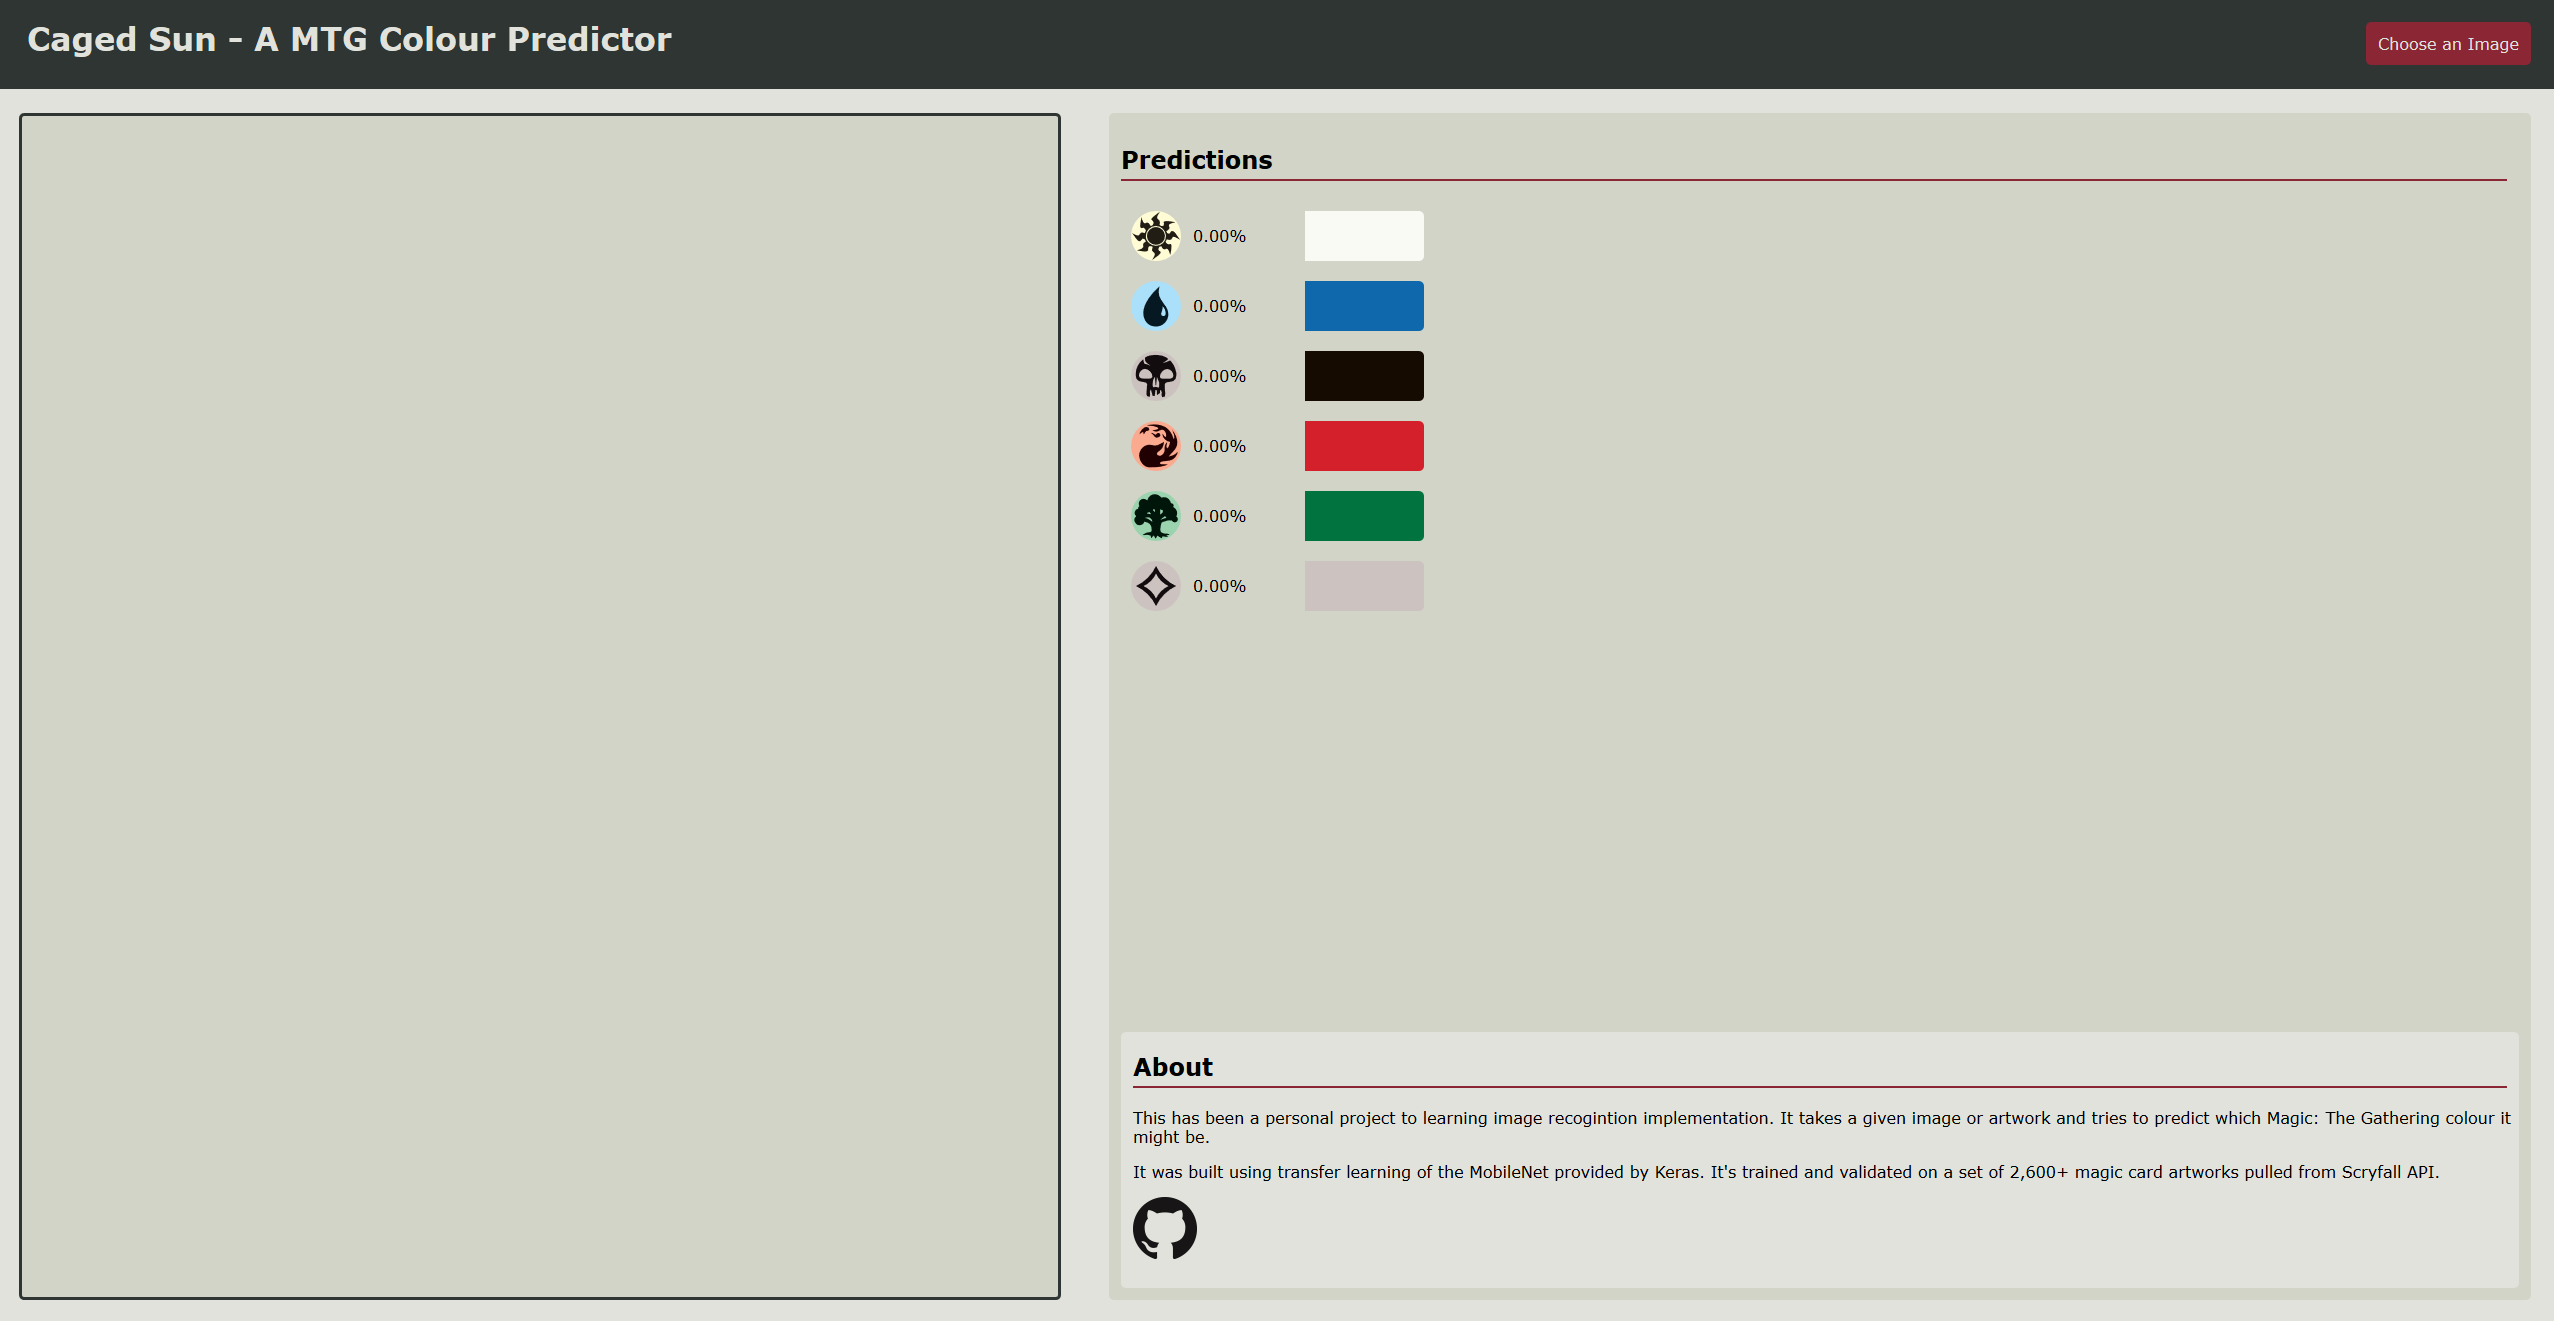 Caged Sun – A MTG Colour Predictor
Choose an Image
Predictions
0.00%
0.00%
0.00%
0.00%
0.00%
0.00%
About
This has been a personal project to learning image recogintion implementation. It takes a given image or artwork and tries to predict which Magic: The Gathering colour it
might be.
It was built using transfer learning of the MobileNet provided by Keras. It's trained and validated on a set of 2,600+ magic card artworks pulled from Scryfall API.